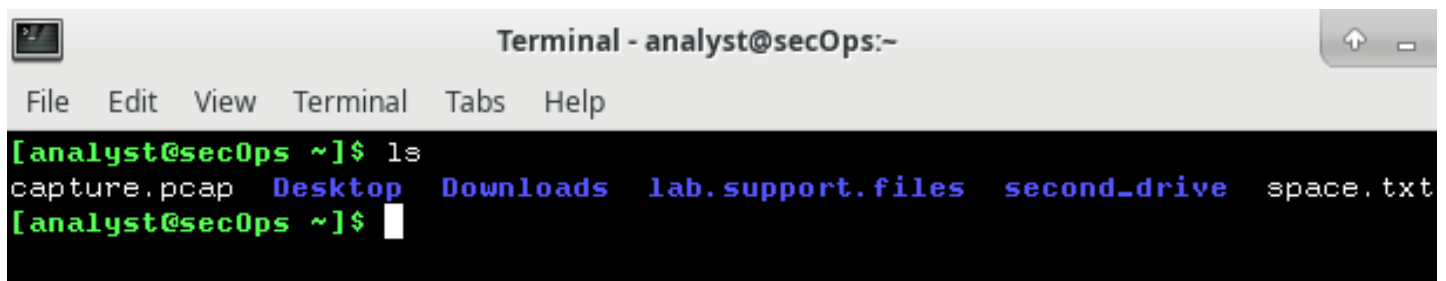 Terminal - analyst@secOps:~
File Edit View Terminal Tabs Help
[analyst@secOps ~]$ ls
capture.pcap Desktop Downloads lab.support.files second_drive space.txt
[analyst@secOps ~]$